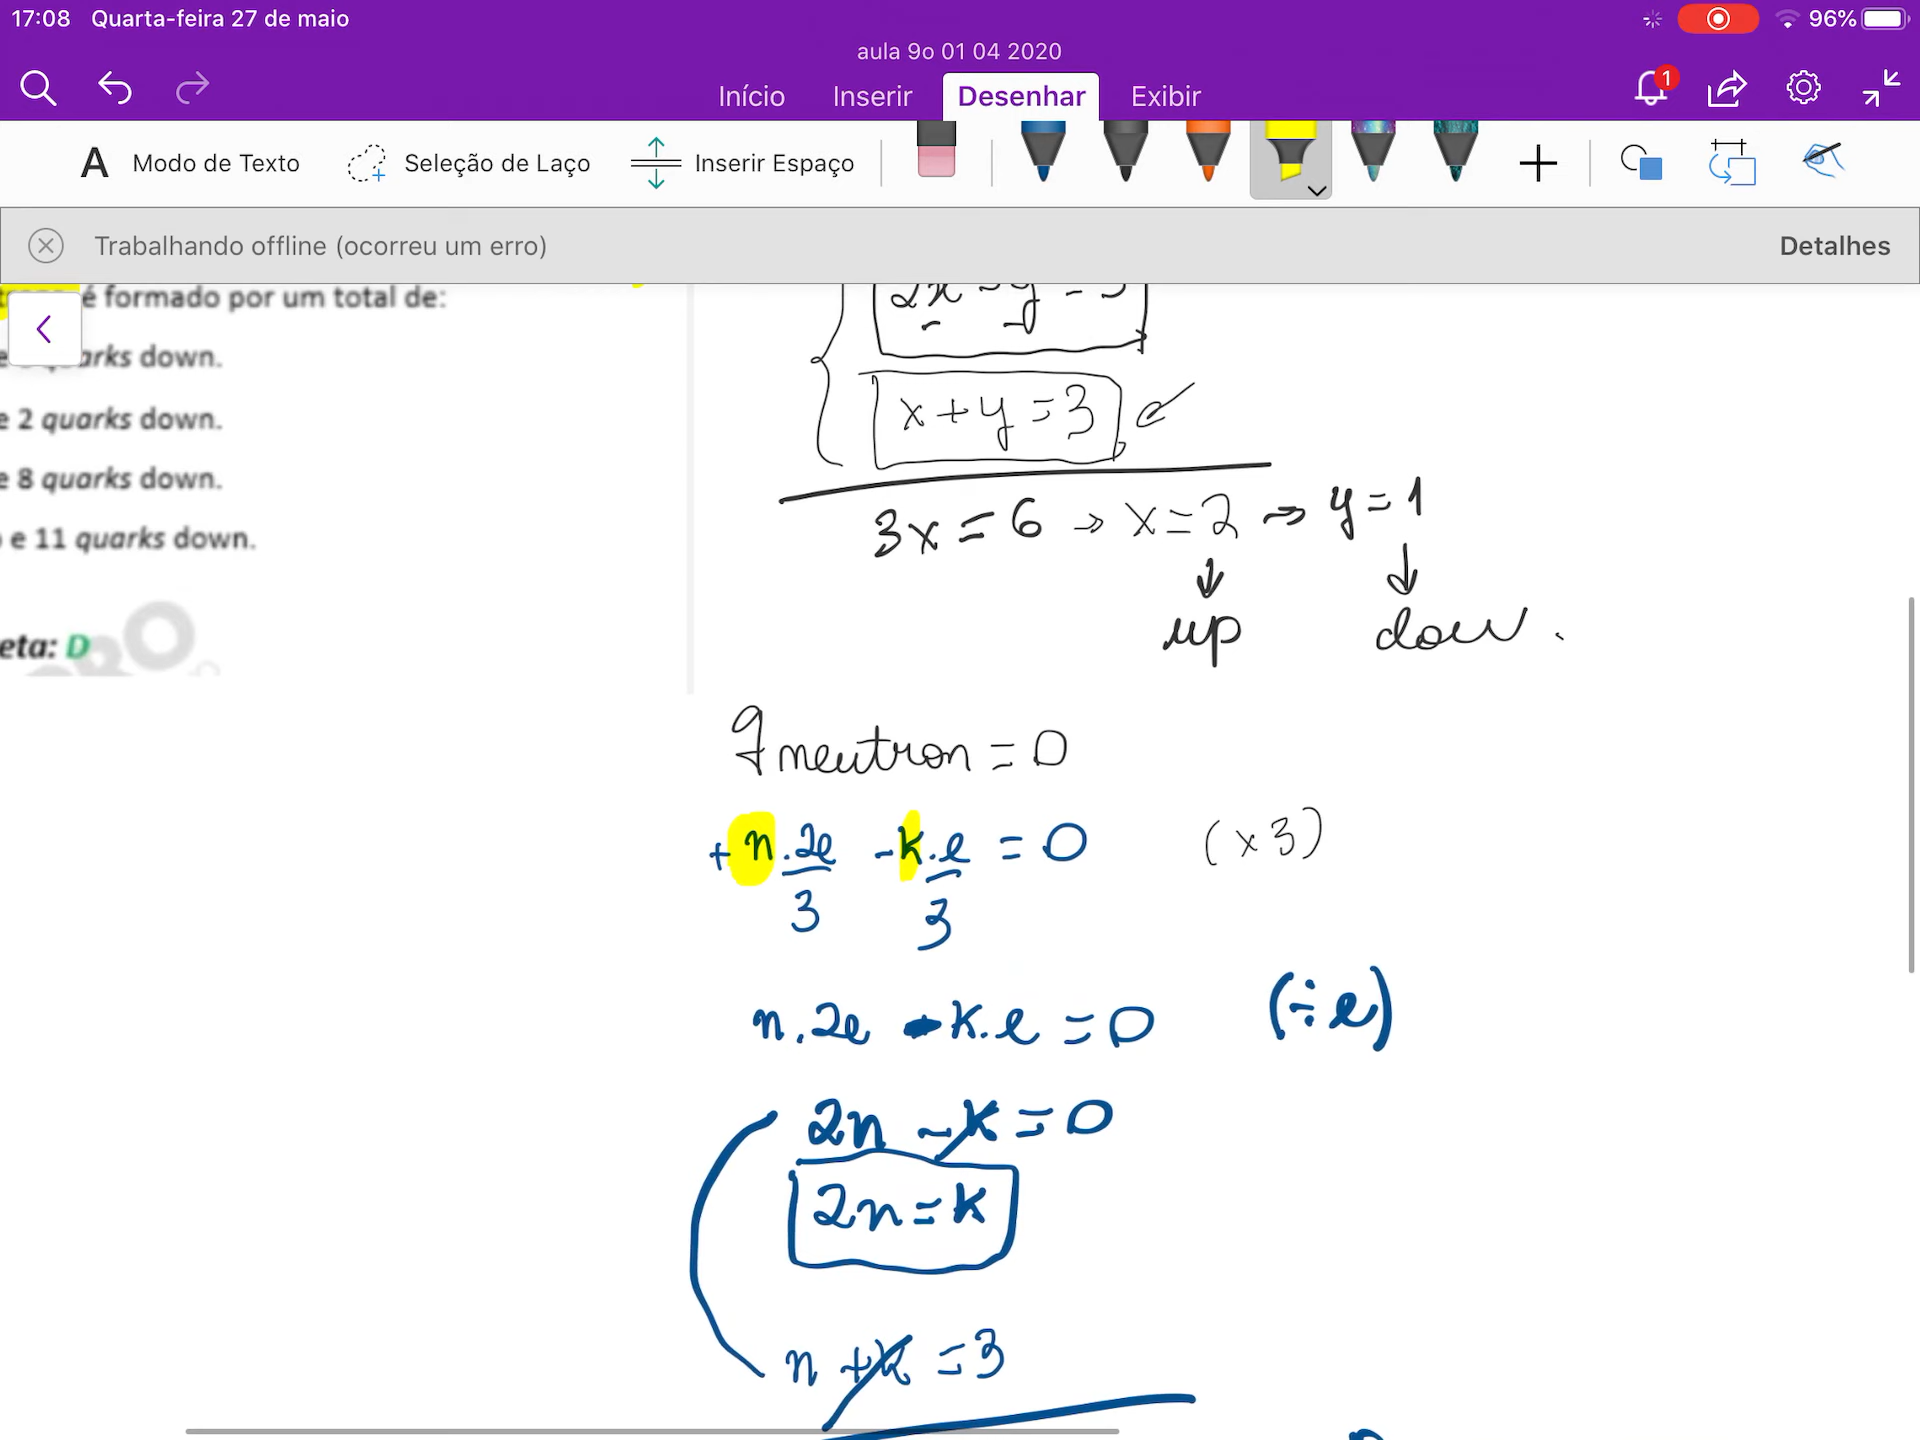 17:08 Quarta-feira 27 de maio
96%
aula 9o 01 04 2020
Início Inserir Desenhar Exibir
1
A Modo de Texto Seleção de Laço Inserir Espaço
Trabalhando offline (ocorreu um erro) Detalhes
é formado por um total de:
arks down.
e 2 quarks down.
e 8 quarks down.
e 11 quarks down.
eta: D
x+y=3
3x=6 → x=2 → y=1
↓ ↓
up dow.
q neutron = 0
+ n.2e/3 - k.e/3 = 0 (x3)
n.2e - k.e = 0 (÷e)
2n - k = 0
2n = k
n + k = 3